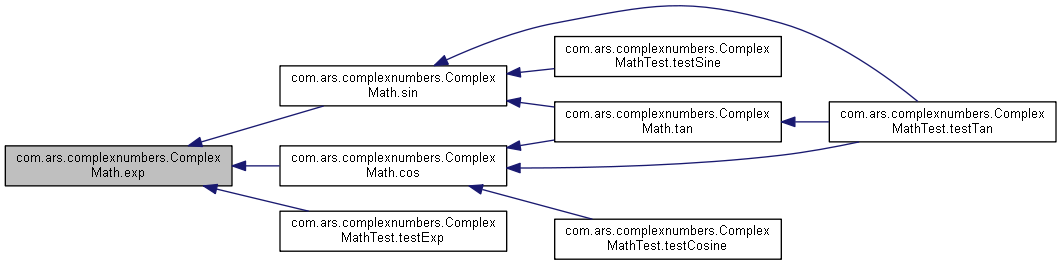 com.ars.complexnumbers.Complex
Math.exp
com.ars.complexnumbers.Complex
Math.sin
com.ars.complexnumbers.Complex
Math.cos
com.ars.complexnumbers.Complex
MathTest.testExp
com.ars.complexnumbers.Complex
MathTest.testSine
com.ars.complexnumbers.Complex
Math.tan
com.ars.complexnumbers.Complex
MathTest.testCosine
com.ars.complexnumbers.Complex
MathTest.testTan